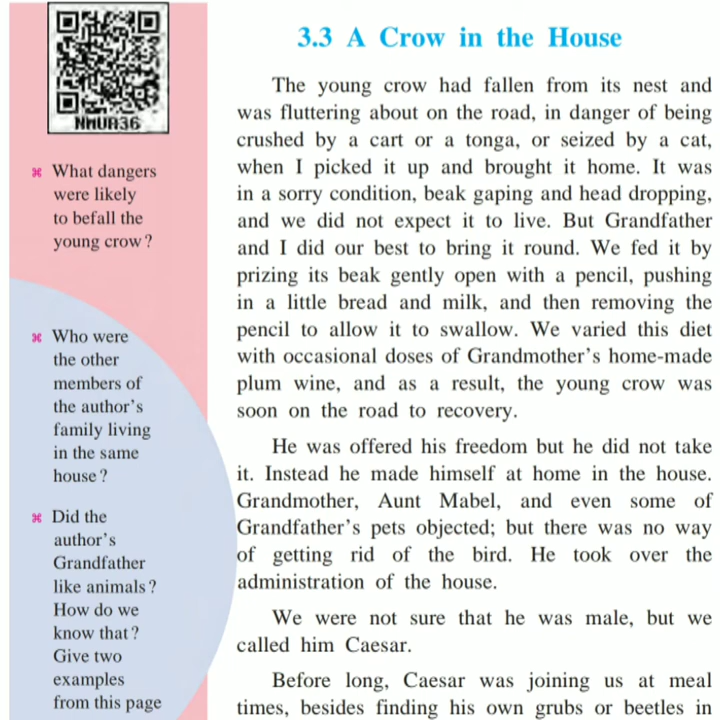 NMUA36
⌘ What dangers
were likely
to befall the
young crow?
⌘ Who were
the other
members of
the author's
family living
in the same
house?
⌘ Did the
author's
Grandfather
like animals?
How do we
know that?
Give two
examples
from this page
3.3 A Crow in the House
The young crow had fallen from its nest and
was fluttering about on the road, in danger of being
crushed by a cart or a tonga, or seized by a cat,
when I picked it up and brought it home. It was
in a sorry condition, beak gaping and head dropping,
and we did not expect it to live. But Grandfather
and I did our best to bring it round. We fed it by
prizing its beak gently open with a pencil, pushing
in a little bread and milk, and then removing the
pencil to allow it to swallow. We varied this diet
with occasional doses of Grandmother's home-made
plum wine, and as a result, the young crow was
soon on the road to recovery.
He was offered his freedom but he did not take
it. Instead he made himself at home in the house.
Grandmother, Aunt Mabel, and even some of
Grandfather's pets objected; but there was no way
of getting rid of the bird. He took over the
administration of the house.
We were not sure that he was male, but we
called him Caesar.
Before long, Caesar was joining us at meal
times, besides finding his own grubs or beetles in